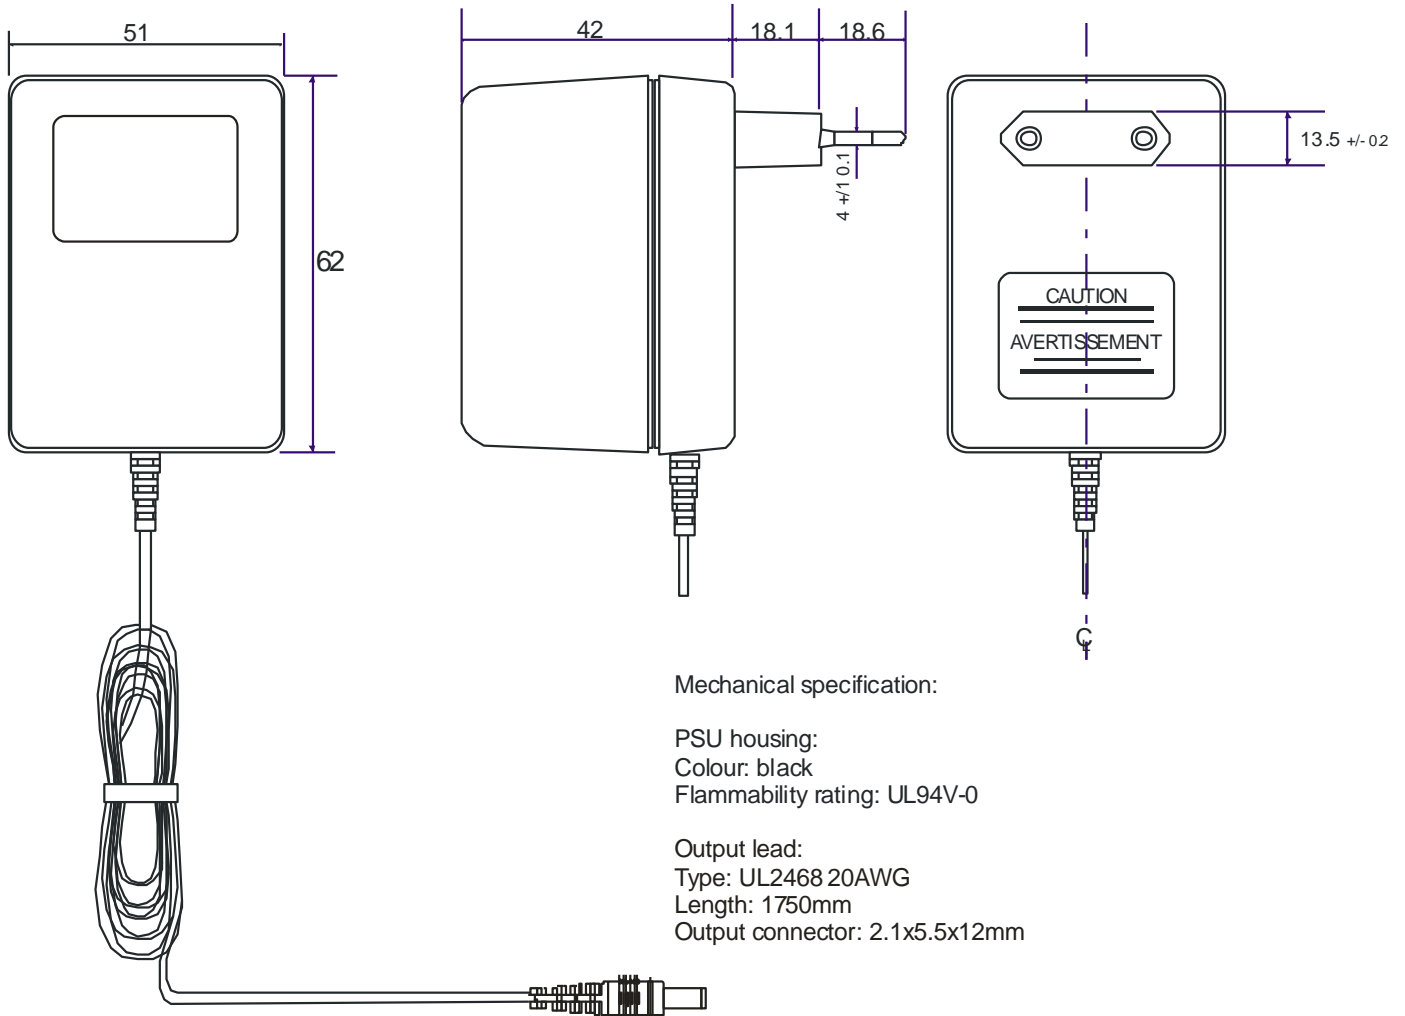 51
42
18.1
18.6
13.5 +/- 0.2
4 +/1 0.1
62
CAUTION
AVERTISSEMENT
CL
Mechanical specification:
PSU housing:
Colour: black
Flammability rating: UL94V-0
Output lead:
Type: UL2468 20AWG
Length: 1750mm
Output connector: 2.1x5.5x12mm